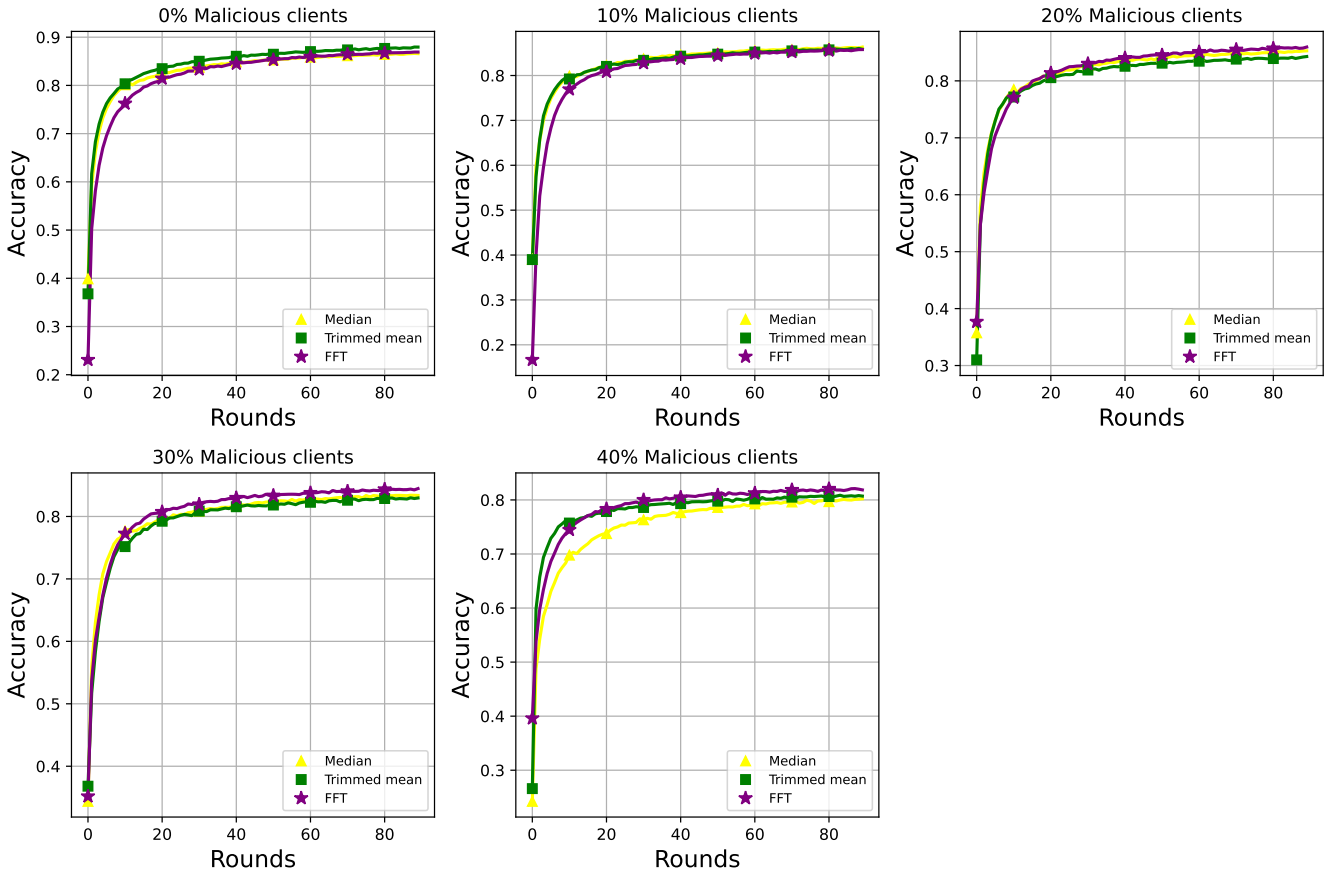 0% Malicious clients
Accuracy
0.9
0.8
0.7
0.6
0.5
0.4
0.3
0.2
0 20 40 60 80
Rounds
Median
Trimmed mean
FFT
10% Malicious clients
Accuracy
0.8
0.7
0.6
0.5
0.4
0.3
0.2
0 20 40 60 80
Rounds
Median
Trimmed mean
FFT
20% Malicious clients
Accuracy
0.8
0.7
0.6
0.5
0.4
0.3
0 20 40 60 80
Rounds
Median
Trimmed mean
FFT
30% Malicious clients
Accuracy
0.8
0.7
0.6
0.5
0.4
0 20 40 60 80
Rounds
Median
Trimmed mean
FFT
40% Malicious clients
Accuracy
0.8
0.7
0.6
0.5
0.4
0.3
0 20 40 60 80
Rounds
Median
Trimmed mean
FFT